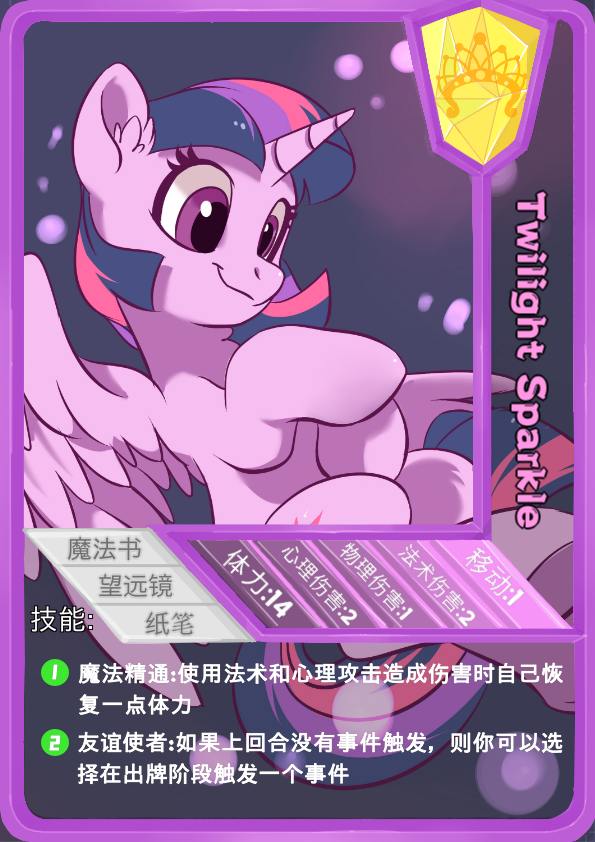 Twilight Sparkle
魔法书
望远镜
纸笔
体力:14
心理伤害:2
物理伤害:1
法术伤害:2
移动:1
技能:
1 魔法精通:使用法术和心理攻击造成伤害时自己恢
复一点体力
2 友谊使者:如果上回合没有事件触发，则你可以选
择在出牌阶段触发一个事件